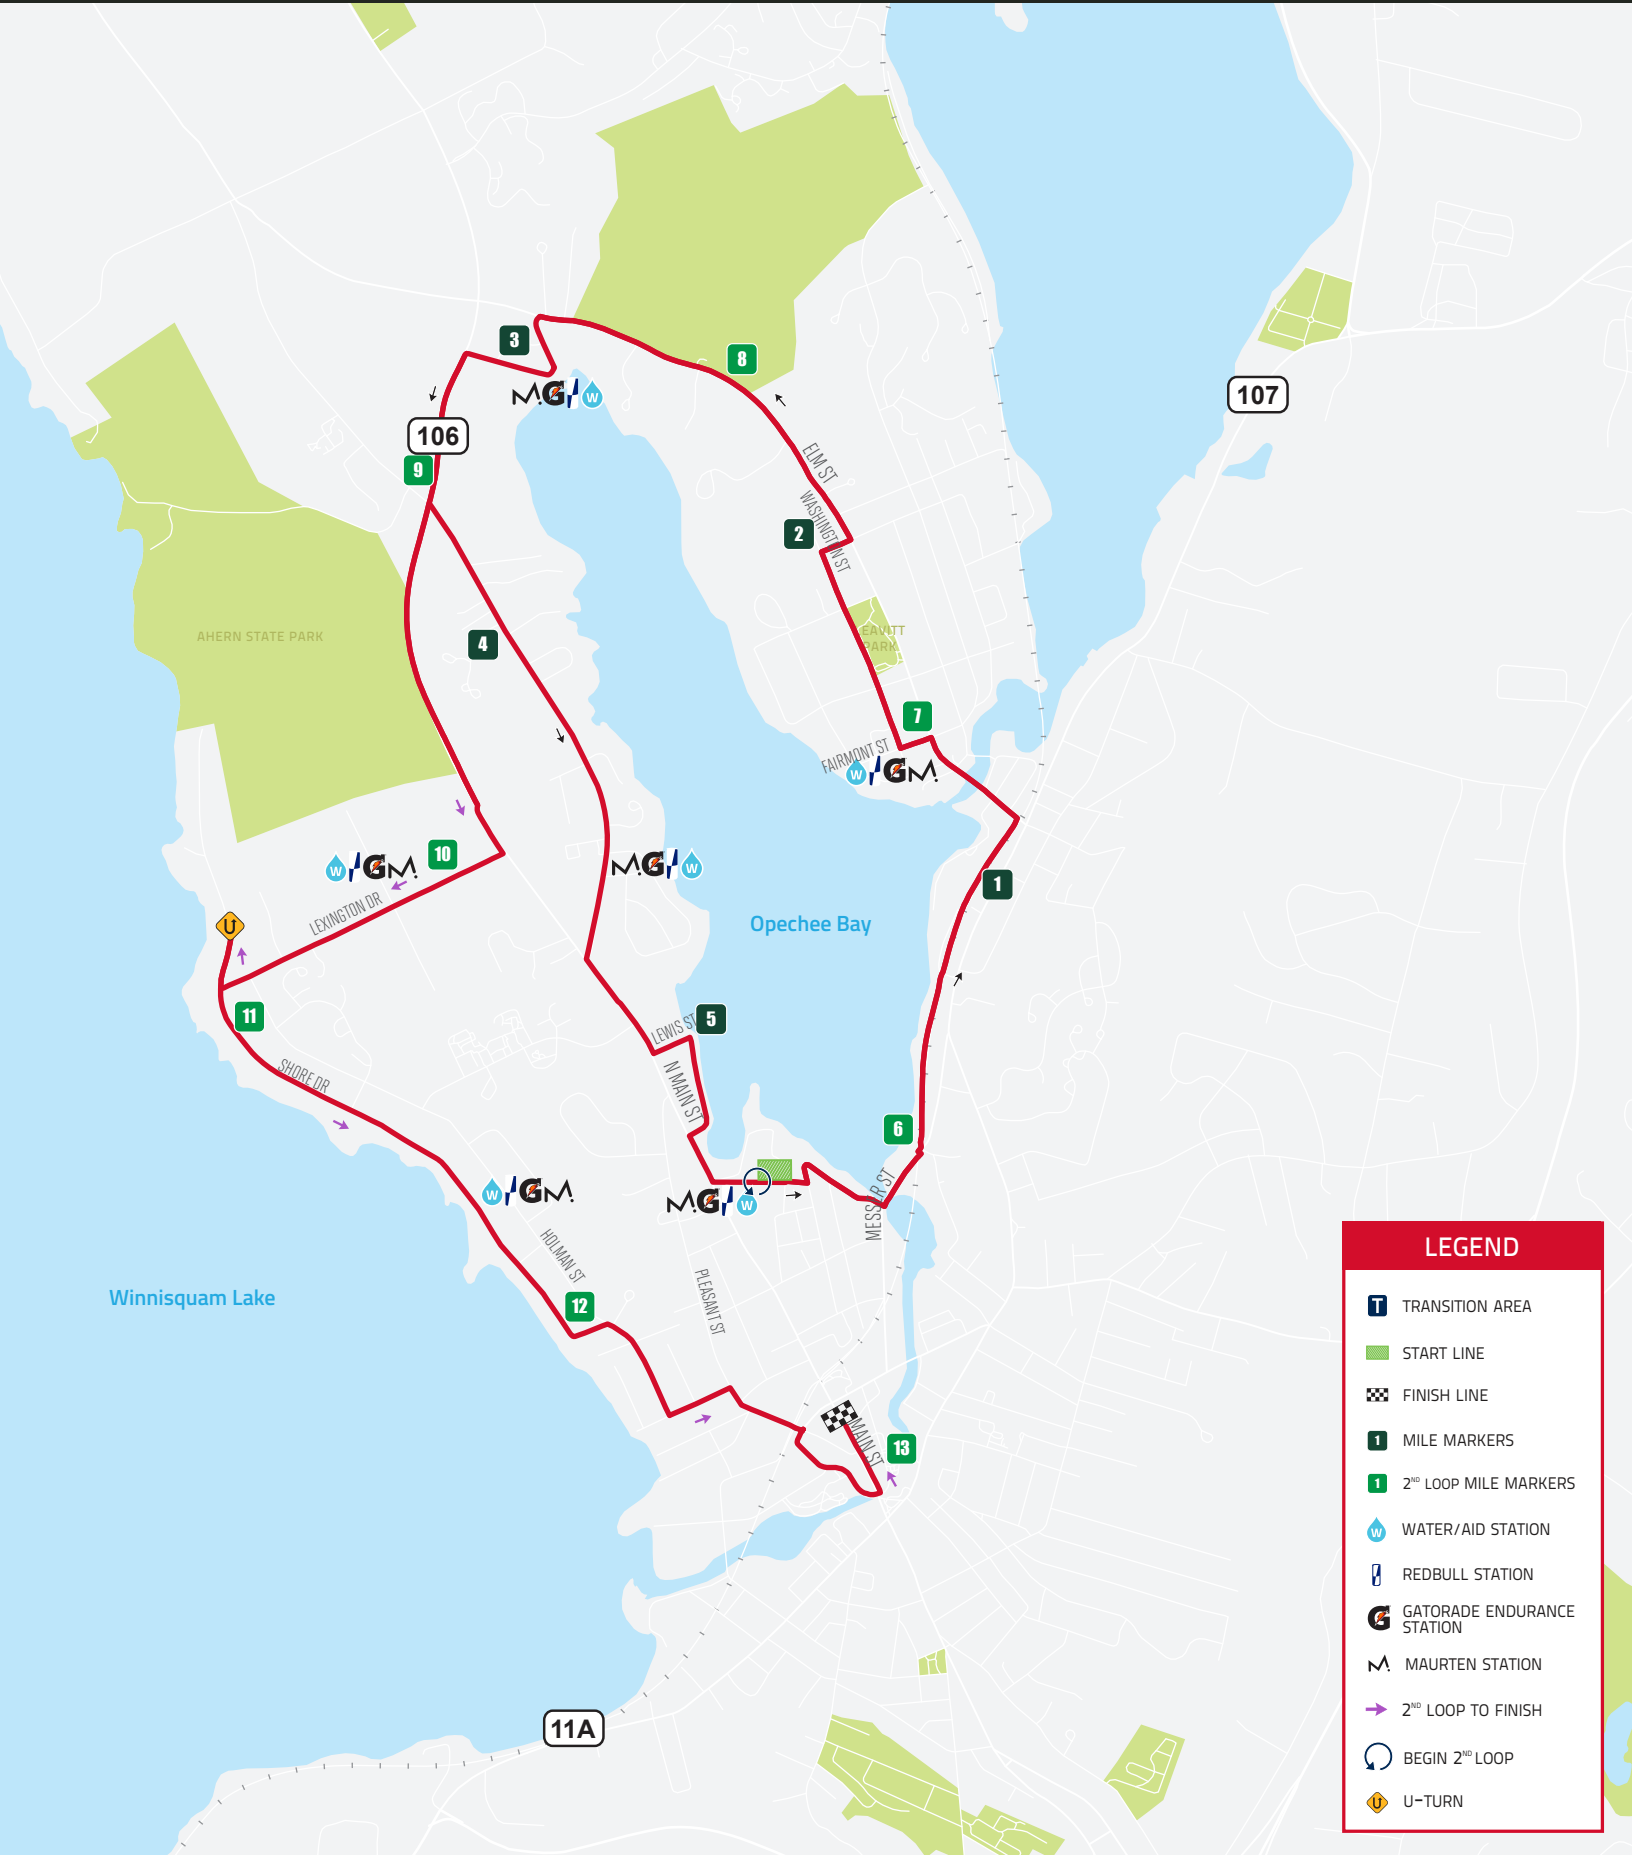 3
8
106
9
107
ELM ST
2
WASHINGTON ST
AHERN STATE PARK
4
EAVITT
PARK
7
FAIRMONT ST
W
G
M.
10
1
LEXINGTON DR
Opechee Bay
11
LEWIS ST
5
SHORE DR
N MAIN ST
6
MESSER ST
HOLMAN ST
12
PLEASANT ST
Winnisquam Lake
MAIN ST
13
11A
LEGEND
T TRANSITION AREA
START LINE
FINISH LINE
1 MILE MARKERS
1 2ND LOOP MILE MARKERS
W WATER/AID STATION
REDBULL STATION
G GATORADE ENDURANCE
STATION
M. MAURTEN STATION
2ND LOOP TO FINISH
BEGIN 2ND LOOP
U-TURN